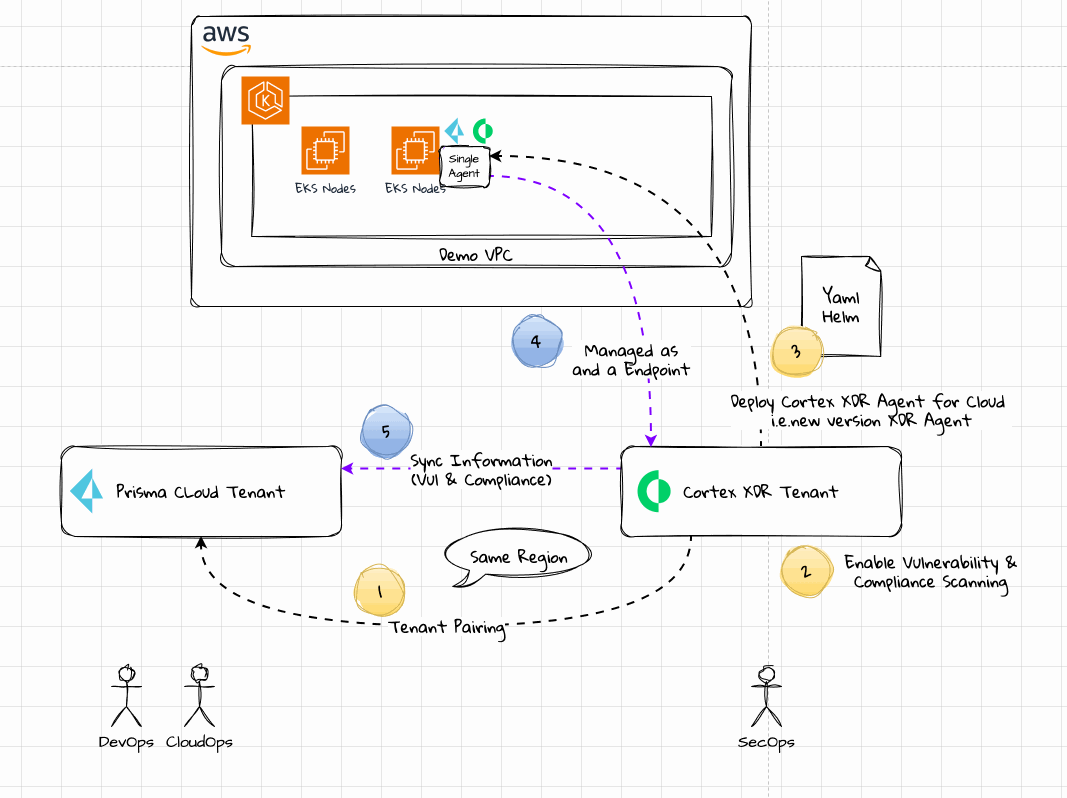 aws
Single
Agent
EKS Nodes
EKS Nodes
Demo VPC
Yaml
Helm
3
4
Managed as
and a Endpoint
Deploy Cortex XDR Agent for Cloud
i.e.new version XDR Agent
5
Sync Information
(Vul & Compliance)
Prisma CLoud Tenant
Cortex XDR Tenant
Same Region
2
Enable Vulnerability &
Compliance Scanning
1
Tenant Pairing
DevOps
CloudOps
SecOps